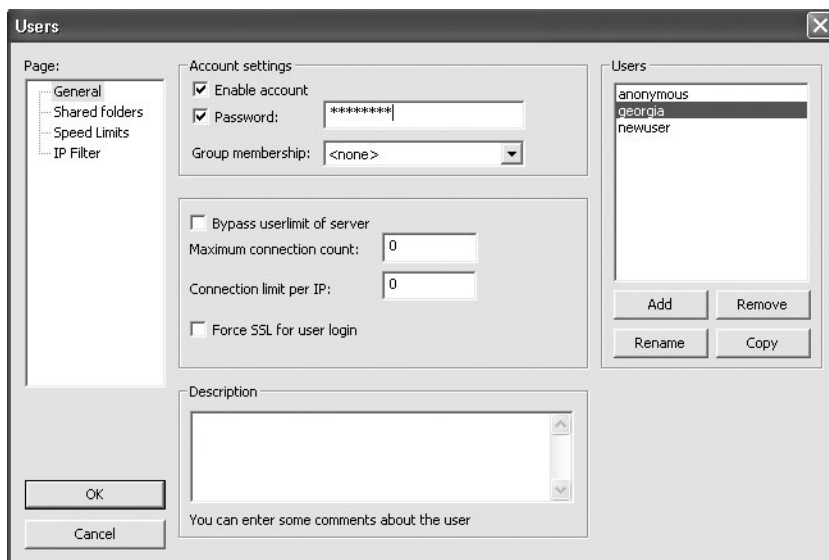 Users
Page:
General
Shared folders
Speed Limits
IP Filter
OK
Cancel
Account settings
Enable account
Password: ********
Group membership: <none>
Bypass userlimit of server
Maximum connection count: 0
Connection limit per IP: 0
Force SSL for user login
Description
You can enter some comments about the user
Users
anonymous
georgia
newuser
Add Remove
Rename Copy